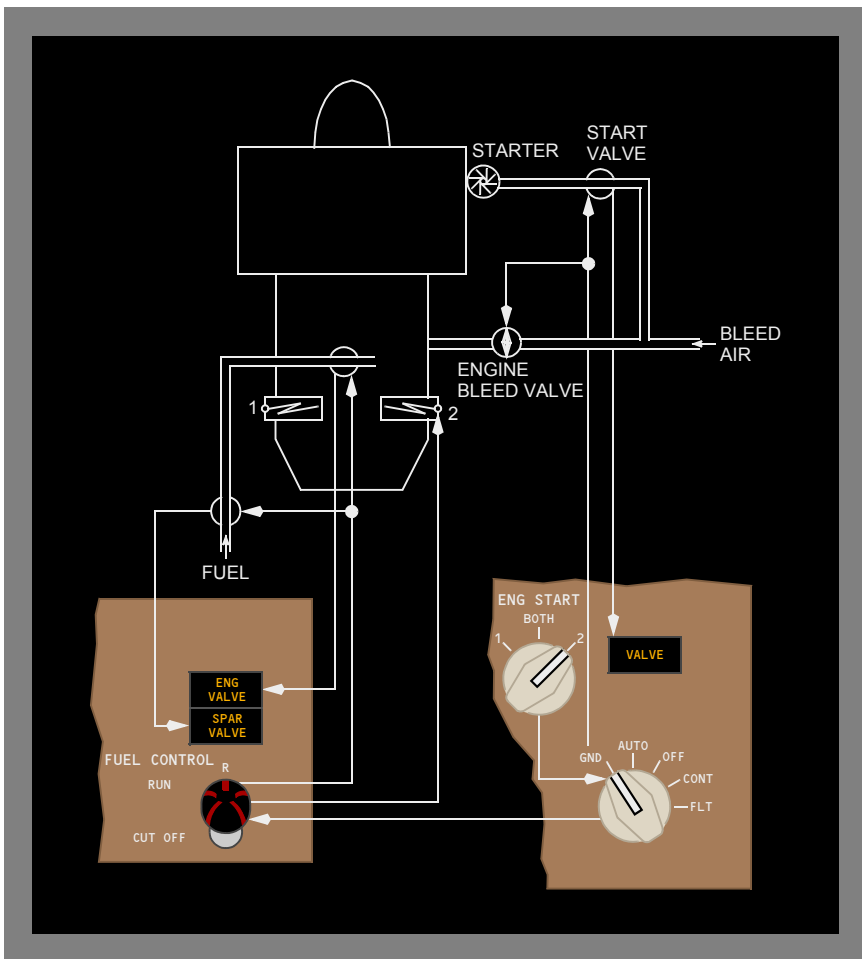 STARTER
START
VALVE
BLEED
AIR
ENGINE
BLEED VALVE
1
2
FUEL
ENG START
BOTH
1
2
VALVE
ENG
VALVE
SPAR
VALVE
FUEL CONTROL
R
RUN
CUT OFF
AUTO
GND
OFF
CONT
FLT